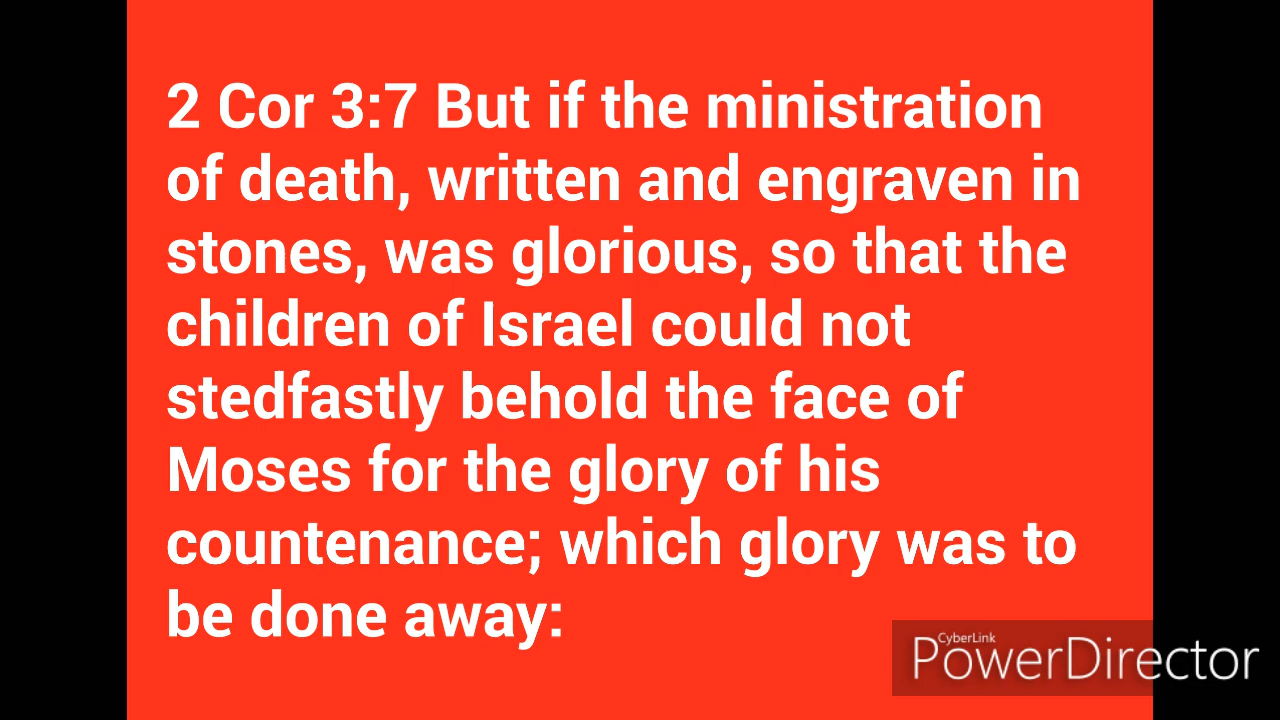 2 Cor 3:7 But if the ministration
of death, written and engraven in
stones, was glorious, so that the
children of Israel could not
stedfastly behold the face of
Moses for the glory of his
countenance; which glory was to
be done away:
CyberLink
PowerDirector